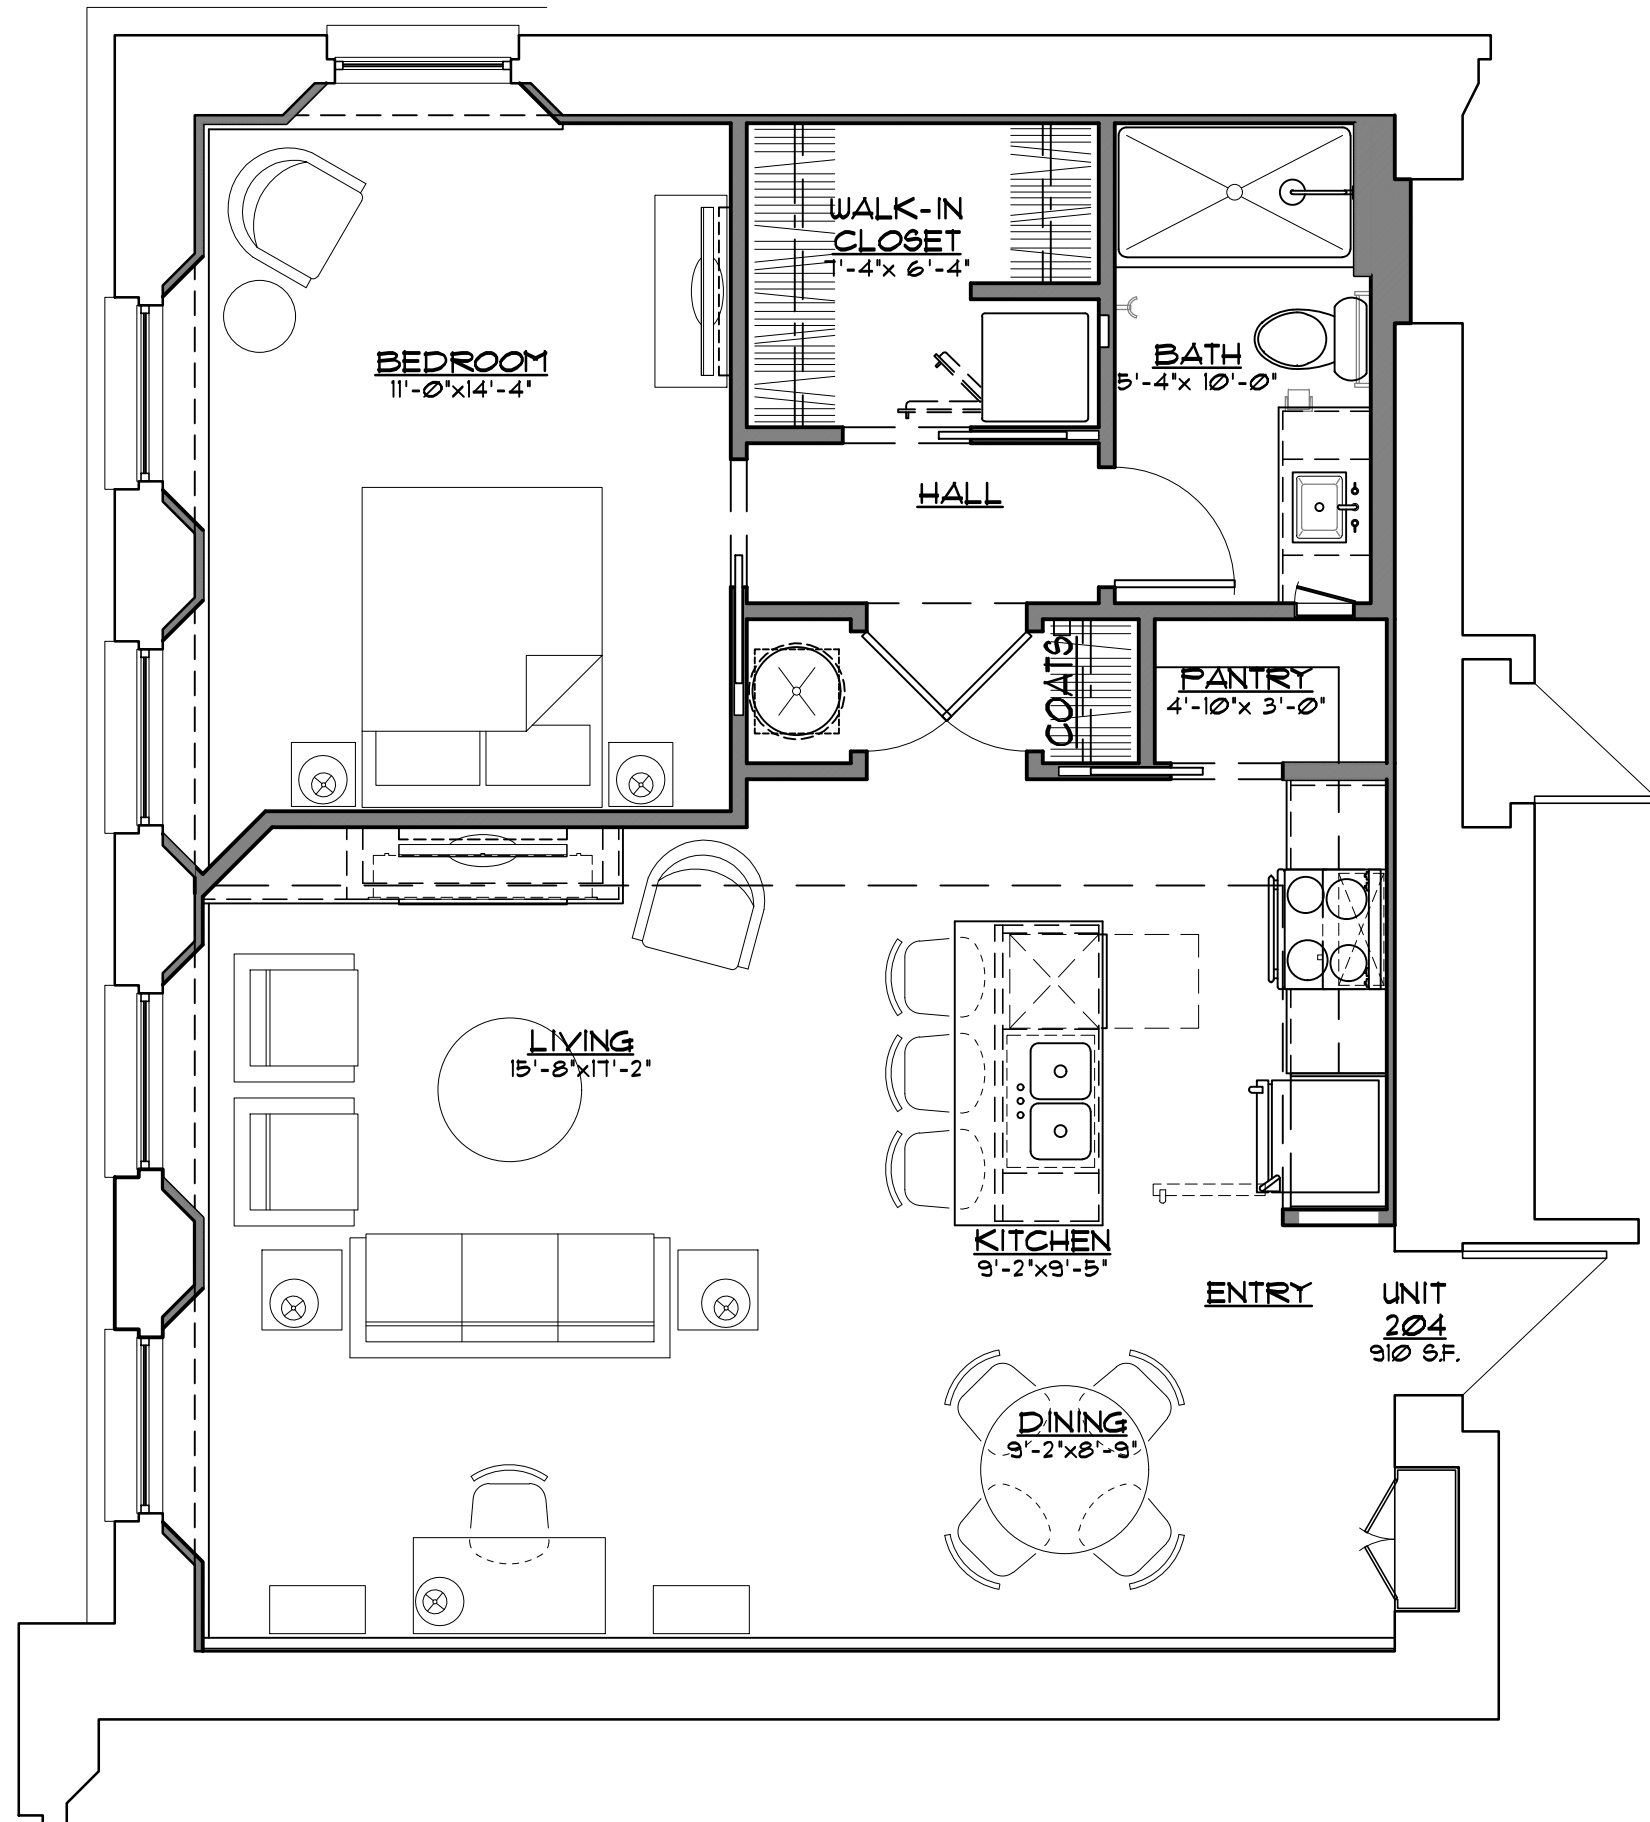 WALK-IN
CLOSET
7'-4"x 6'-4"
BEDROOM
11'-0"x14'-4"
BATH
5'-4"x 10'-0"
HALL
COATS
PANTRY
4'-10"x 3'-0"
LIVING
15'-8"x17'-2"
KITCHEN
9'-2"x9'-5"
ENTRY
UNIT
204
910 S.F.
DINING
9'-2"x8'-9"